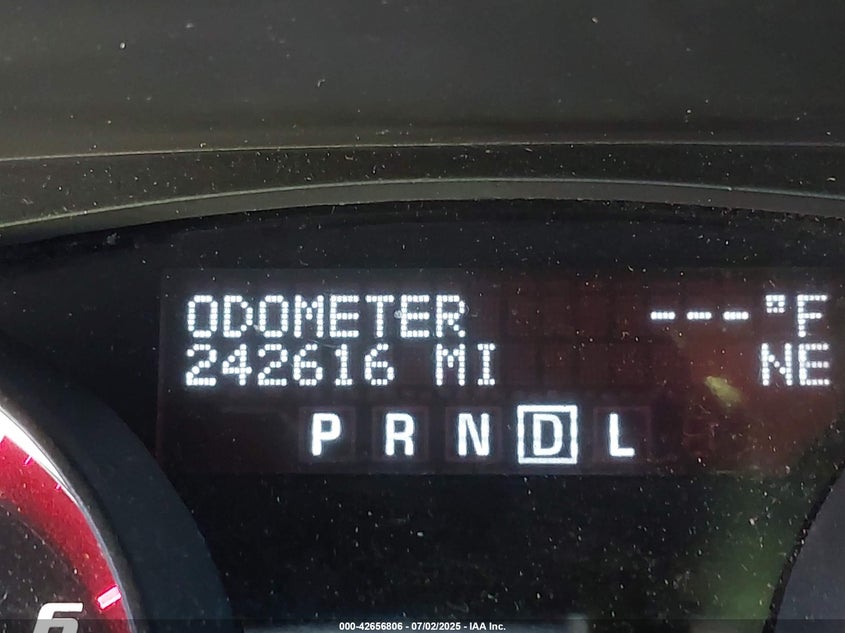 ODOMETER ---°F
242616 MI NE
P R N D L
6
000-42656806 - 07/02/2025 - IAA Inc.